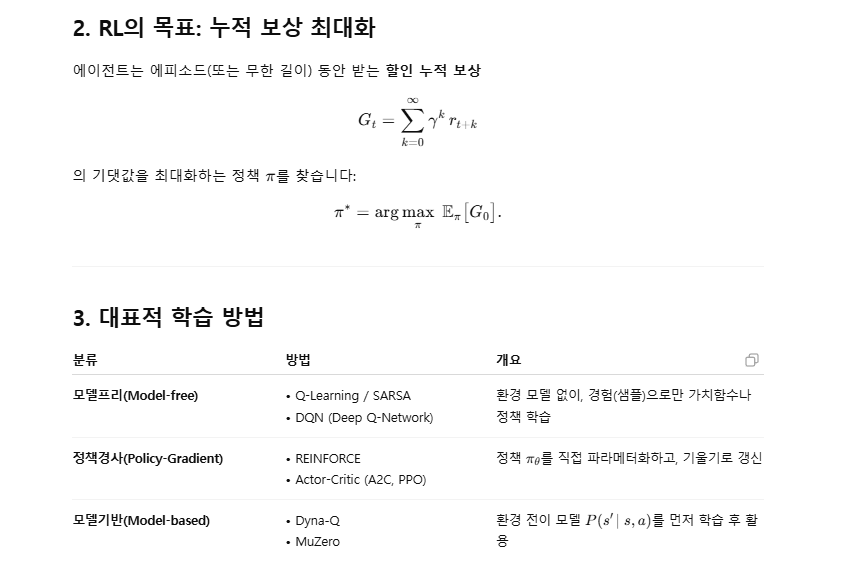 2. RL의 목표: 누적 보상 최대화
에이전트는 에피소드(또는 무한 길이) 동안 받는 할인 누적 보상
G_t = \sum_{k=0}^{\infty} \gamma^k r_{t+k}
의 기댓값을 최대화하는 정책 π를 찾습니다:
\pi^* = \arg\max_{\pi} \mathbb{E}_{\pi}[G_0].
3. 대표적 학습 방법
분류 방법 개요
모델프리(Model-free) • Q-Learning / SARSA 환경 모델 없이, 경험(샘플)으로만 가치함수나
• DQN (Deep Q-Network) 정책 학습
정책경사(Policy-Gradient) • REINFORCE 정책 π_θ를 직접 파라메터화하고, 기울기로 갱신
• Actor-Critic (A2C, PPO)
모델기반(Model-based) • Dyna-Q 환경 전이 모델 P(s′ | s, a)를 먼저 학습 후 활
• MuZero 용